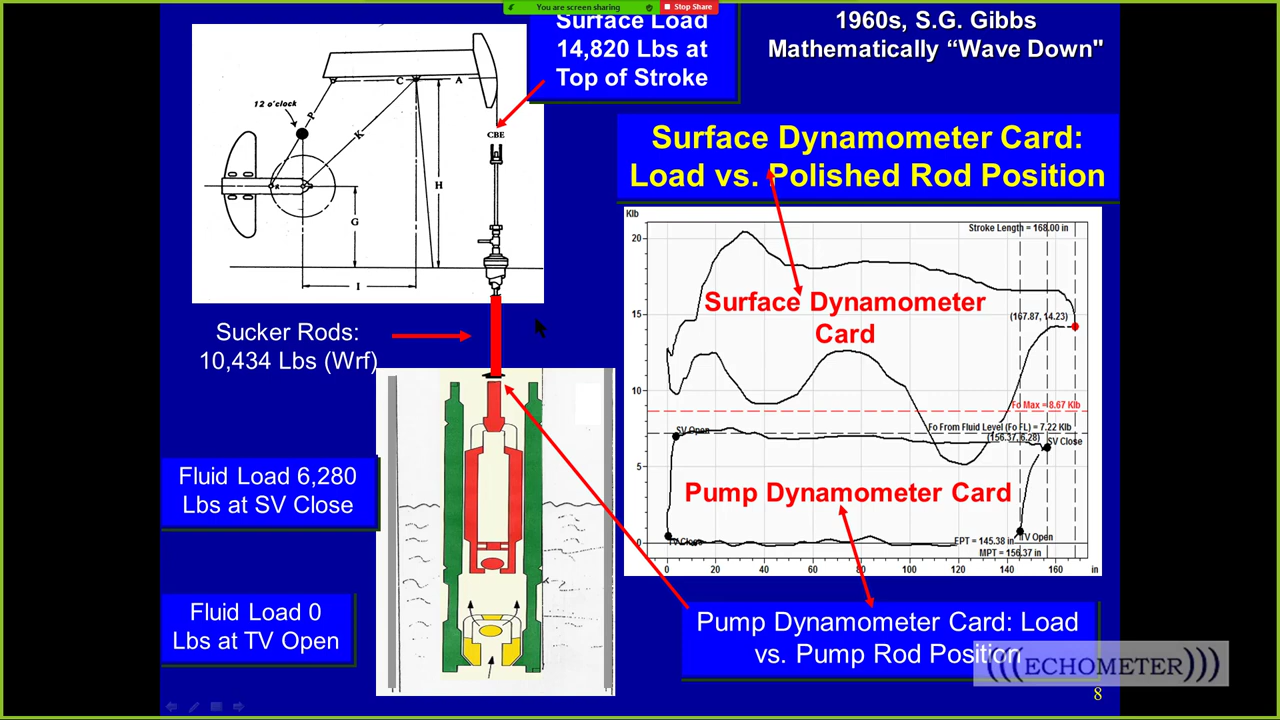 You are screen sharing
Stop Share
Surface Load
14,820 Lbs at
Top of Stroke
1960s, S.G. Gibbs
Mathematically “Wave Down"
12 o'clock
P
C
A
K
CBE
H
R
G
I
Surface Dynamometer Card:
Load vs. Polished Rod Position
Klb
Stroke Length = 168.00 in
20
15
10
5
0
(167.87, 14.23)
Surface Dynamometer
Card
Fo Max = 8.67 Klb
Fo From Fluid Level (Fo FL) = 7.22 Klb
(156.37, 6.28)
SV Open
SV Close
Pump Dynamometer Card
TV Close
TV Open
EPT = 145.38 in
MPT = 156.37 in
0 20 40 60 80 100 120 140 160 in
Sucker Rods:
10,434 Lbs (Wrf)
Fluid Load 6,280
Lbs at SV Close
Fluid Load 0
Lbs at TV Open
Pump Dynamometer Card: Load
vs. Pump Rod Position
(((ECHOMETER)))
8